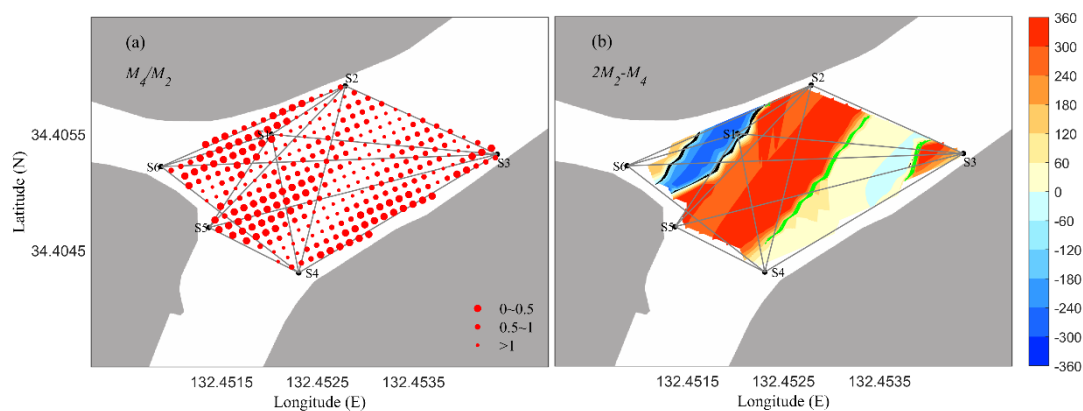 (a)
M4/M2
S2
S1
S3
S6
S5
S4
0~0.5
0.5~1
>1
34.4055
34.4045
Latitude (N)
132.4515 132.4525 132.4535
Longitude (E)
(b)
2M2-M4
S2
S1
S3
S6
S5
S4
132.4515 132.4525 132.4535
Longitude (E)
360
300
240
180
120
60
0
-60
-120
-180
-240
-300
-360